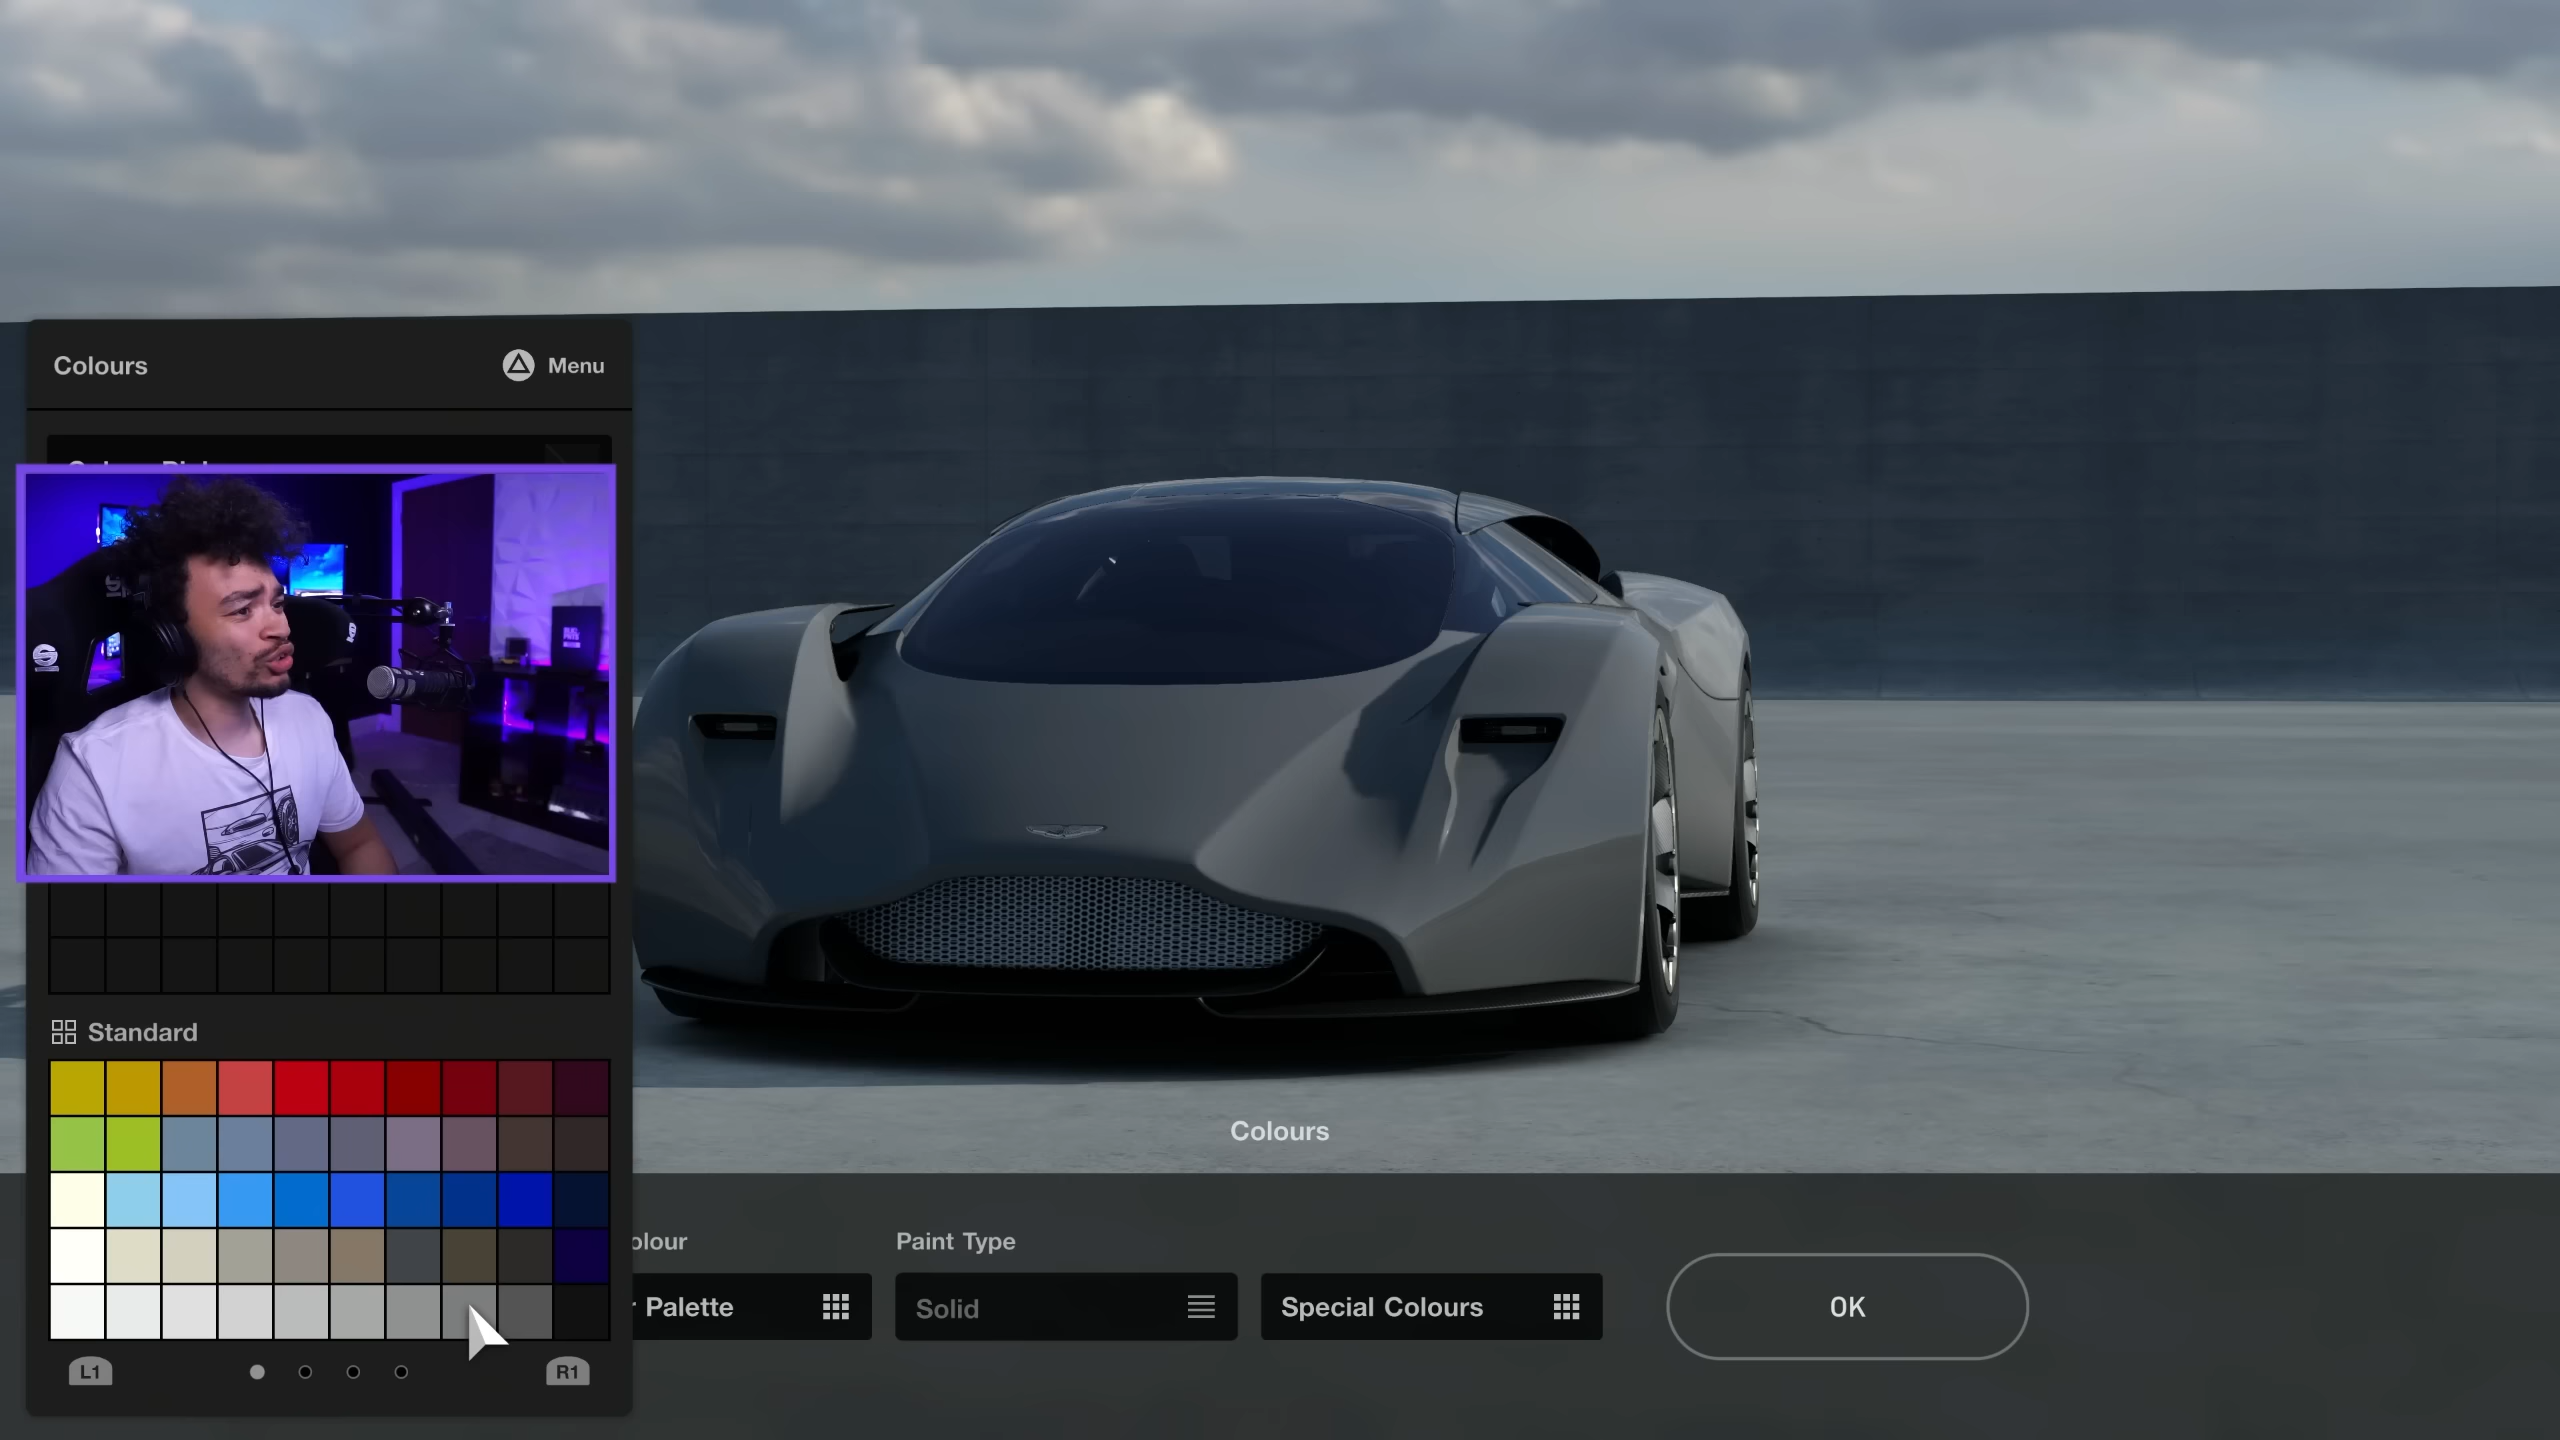 Colours
Menu
Standard
L1
R1
Colours
olour
Paint Type
r Palette
Solid
Special Colours
OK